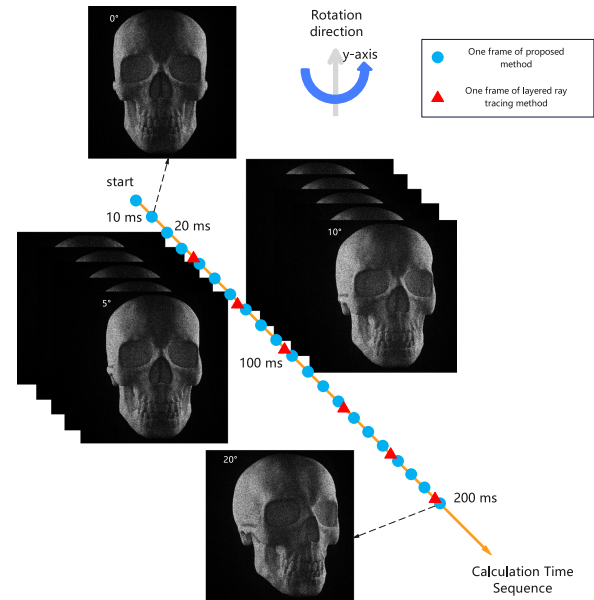 0°
Rotation
direction
y-axis
One frame of proposed
method
One frame of layered ray
tracing method
start
10 ms
20 ms
10°
5°
100 ms
20°
200 ms
Calculation Time
Sequence